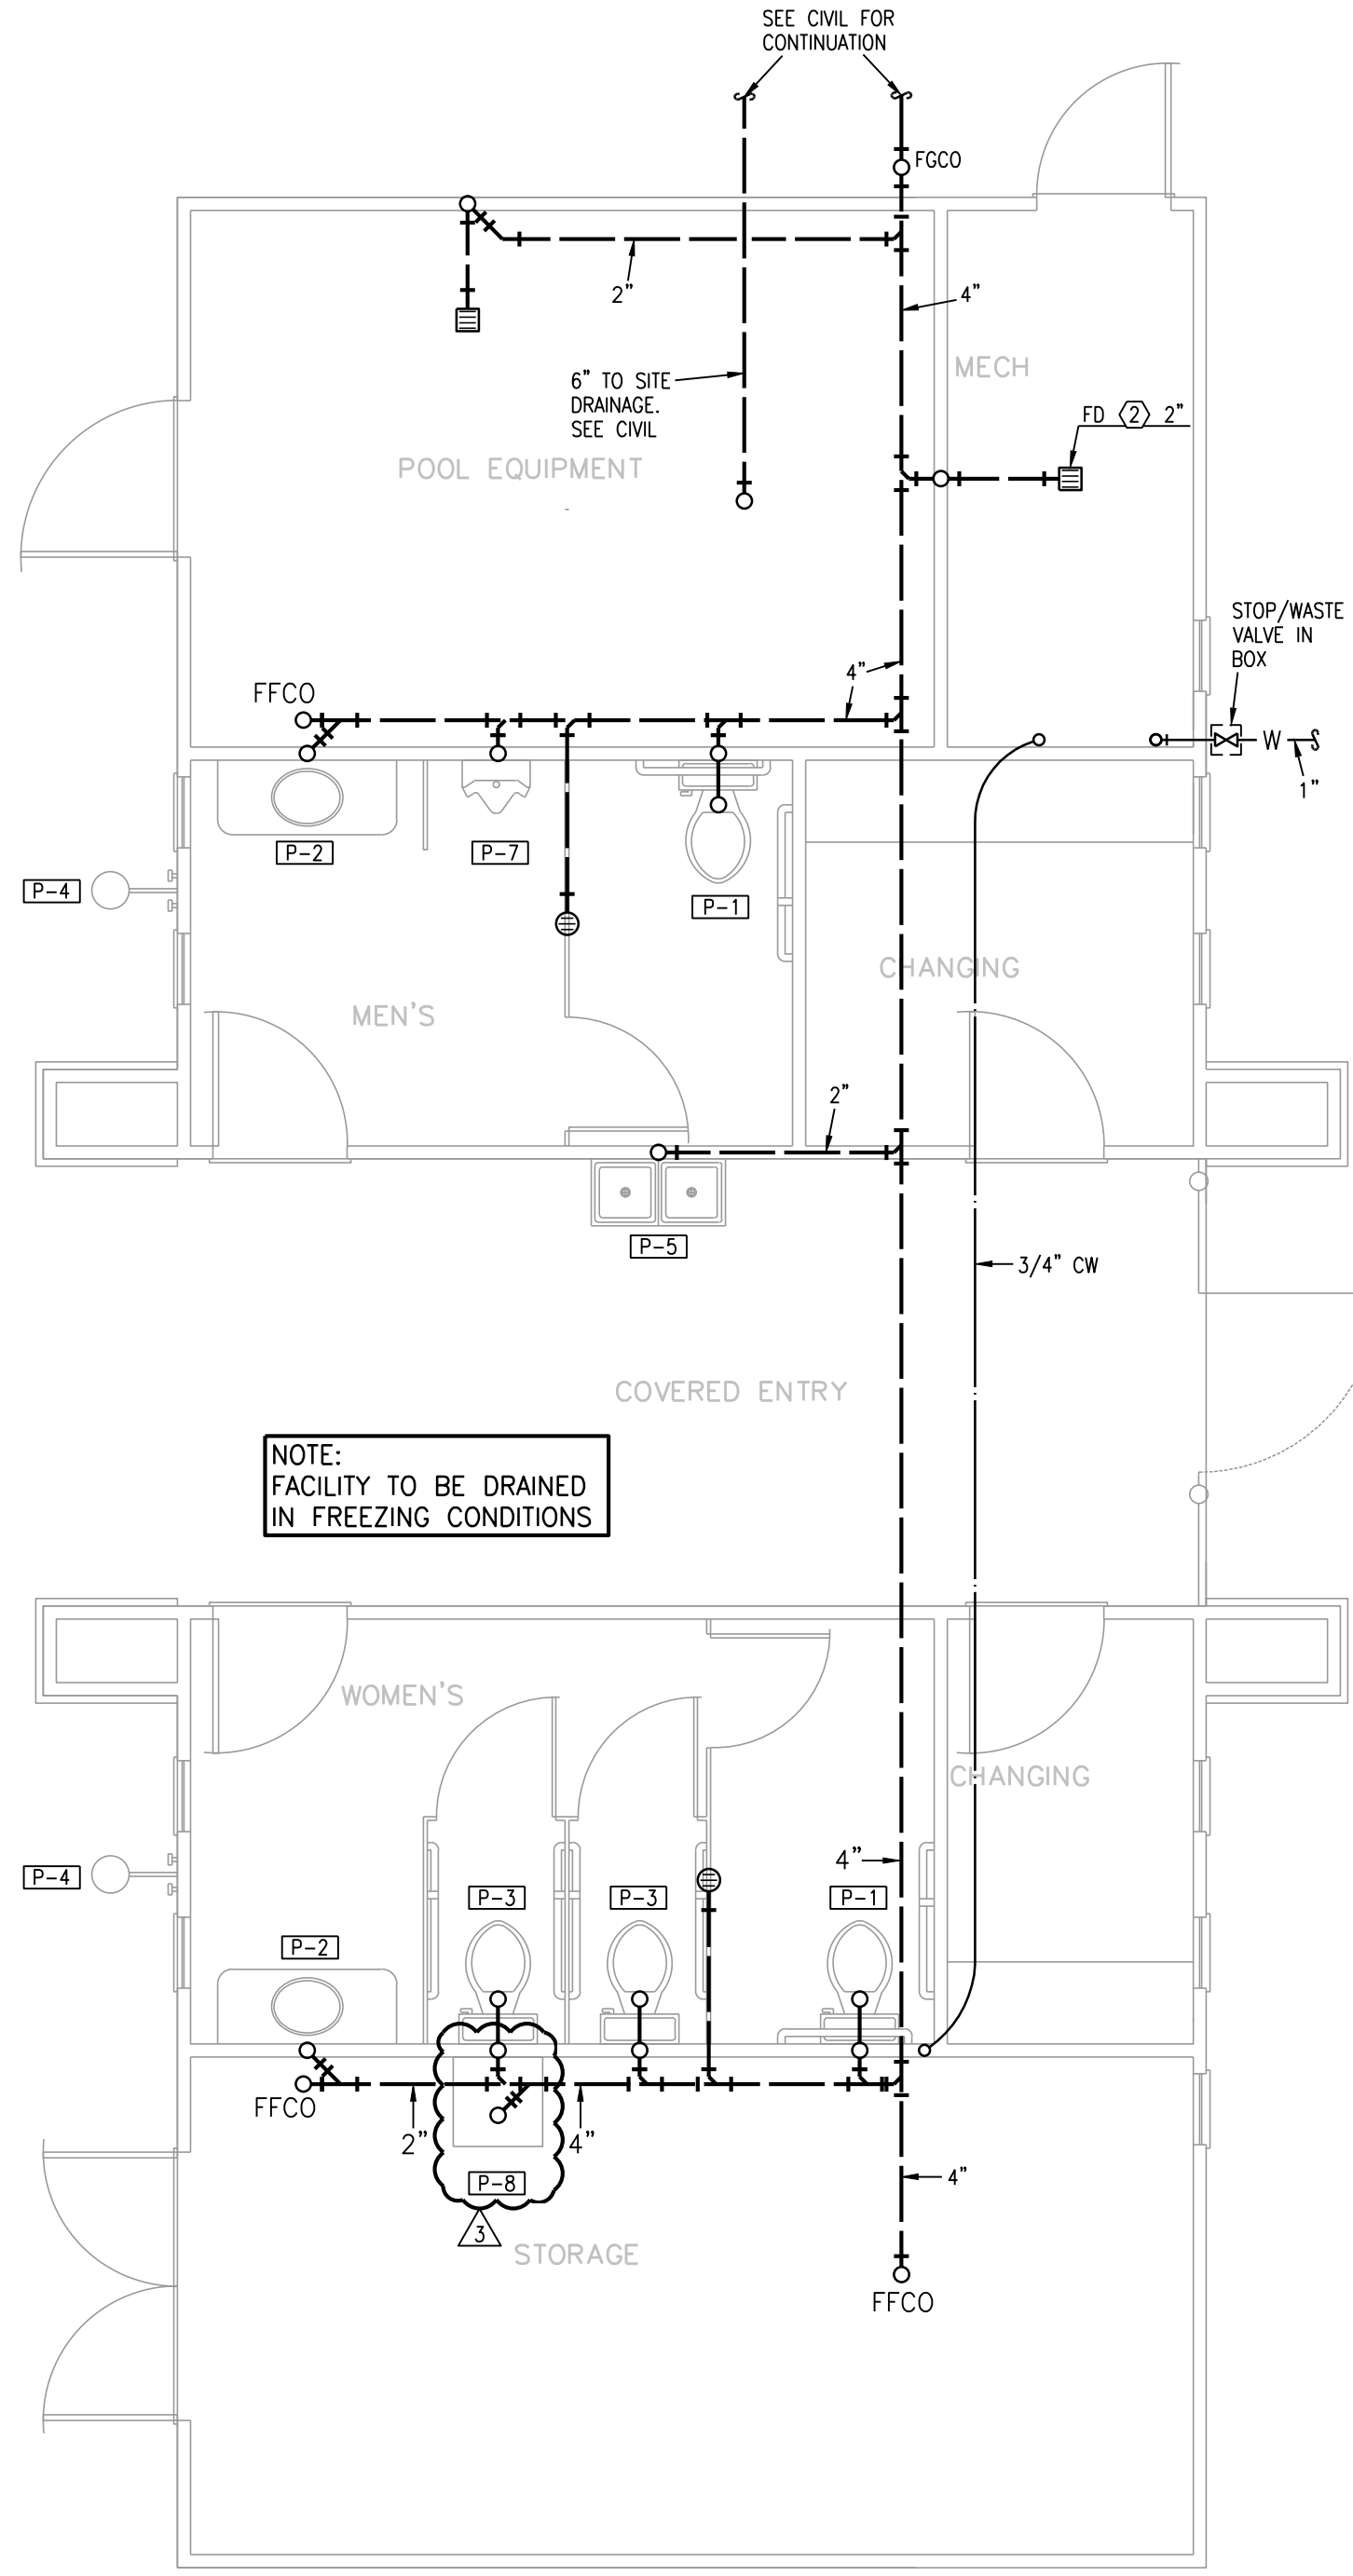 SEE CIVIL FOR
CONTINUATION
FGCO
2"
4"
MECH
6" TO SITE
DRAINAGE.
SEE CIVIL
FD 2 2"
POOL EQUIPMENT
STOP/WASTE
VALVE IN
BOX
4"
FFCO
W
1"
P-2
P-7
P-4
P-1
CHANGING
MEN'S
2"
P-5
3/4" CW
COVERED ENTRY
NOTE:
FACILITY TO BE DRAINED
IN FREEZING CONDITIONS
WOMEN'S
CHANGING
4"
P-4
P-3
P-3
P-1
P-2
FFCO
2"
4"
P-8
4"
3
STORAGE
FFCO